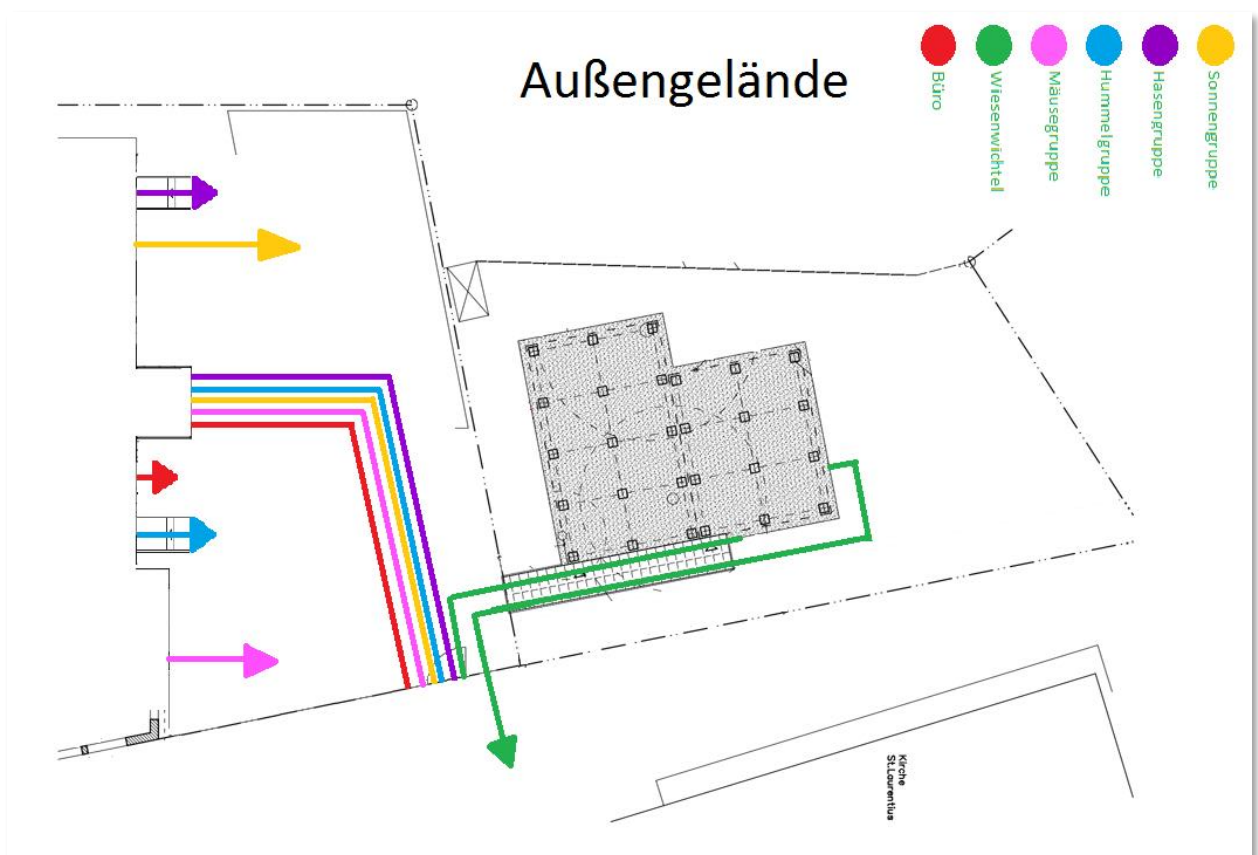 Außengelände
Büro
Wiesenwichtel
Mäusegruppe
Hummelgruppe
Hasengruppe
Sonnengruppe
Kirche
St.Laurentius